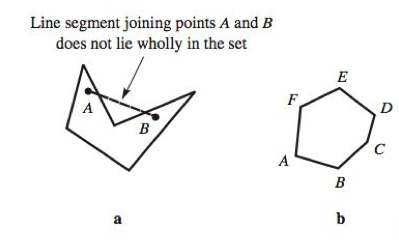 Line segment joining points A and B
does not lie wholly in the set
A
B
E
F
D
C
A
B
a
b